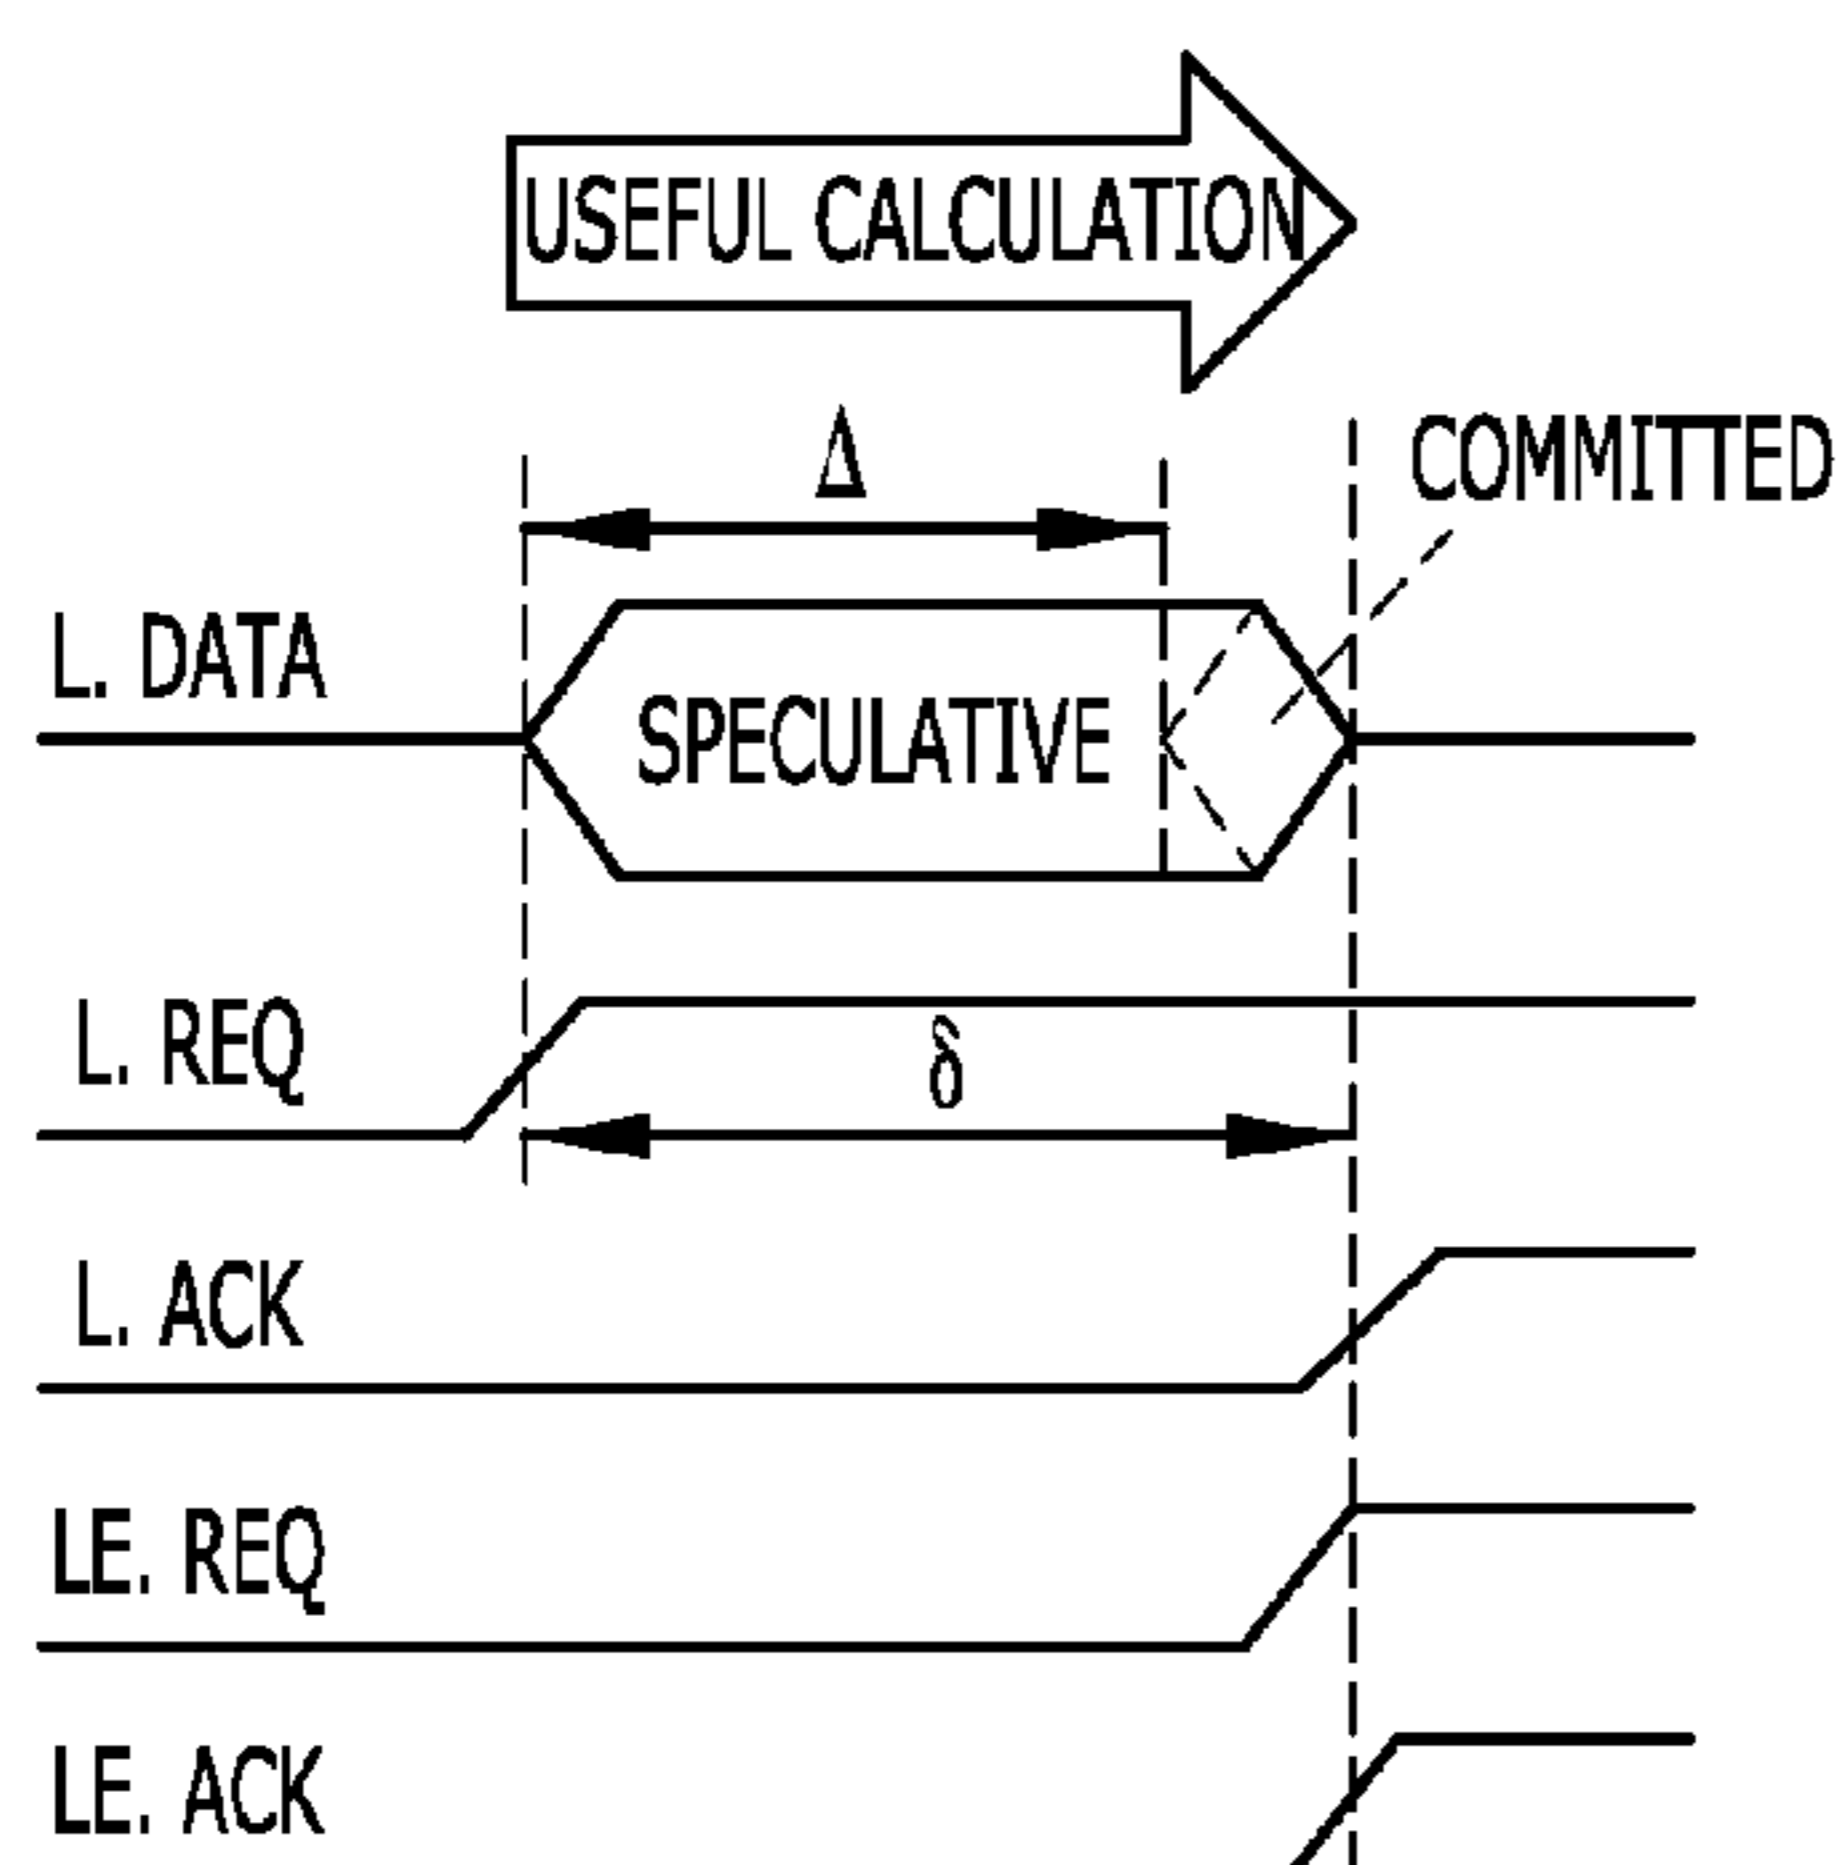 USEFUL CALCULATION
Δ
COMMITTED
L. DATA
SPECULATIVE
L. REQ
δ
L. ACK
LE. REQ
LE. ACK